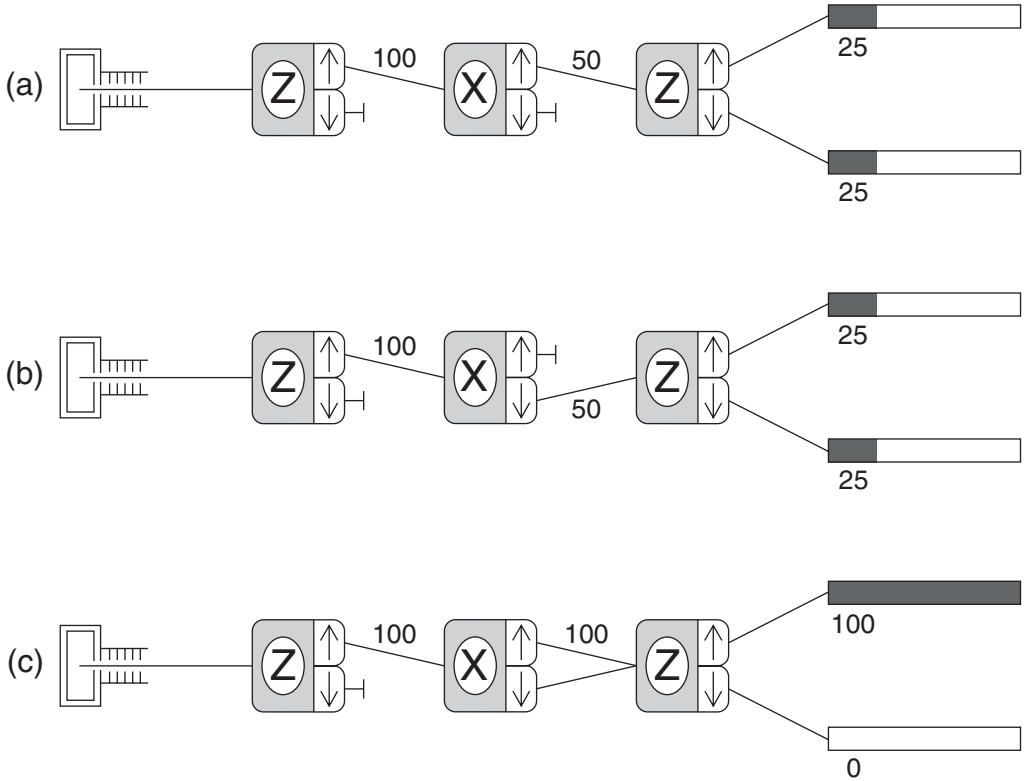 25
(a) Z ↑ ↓ 100 X ↑ ↓ 50 Z ↑ ↓
25
25
(b) Z ↑ ↓ 100 X ↑ ↓ 50 Z ↑ ↓
25
100
(c) Z ↑ ↓ 100 X ↑ ↓ 100 Z ↑ ↓
0